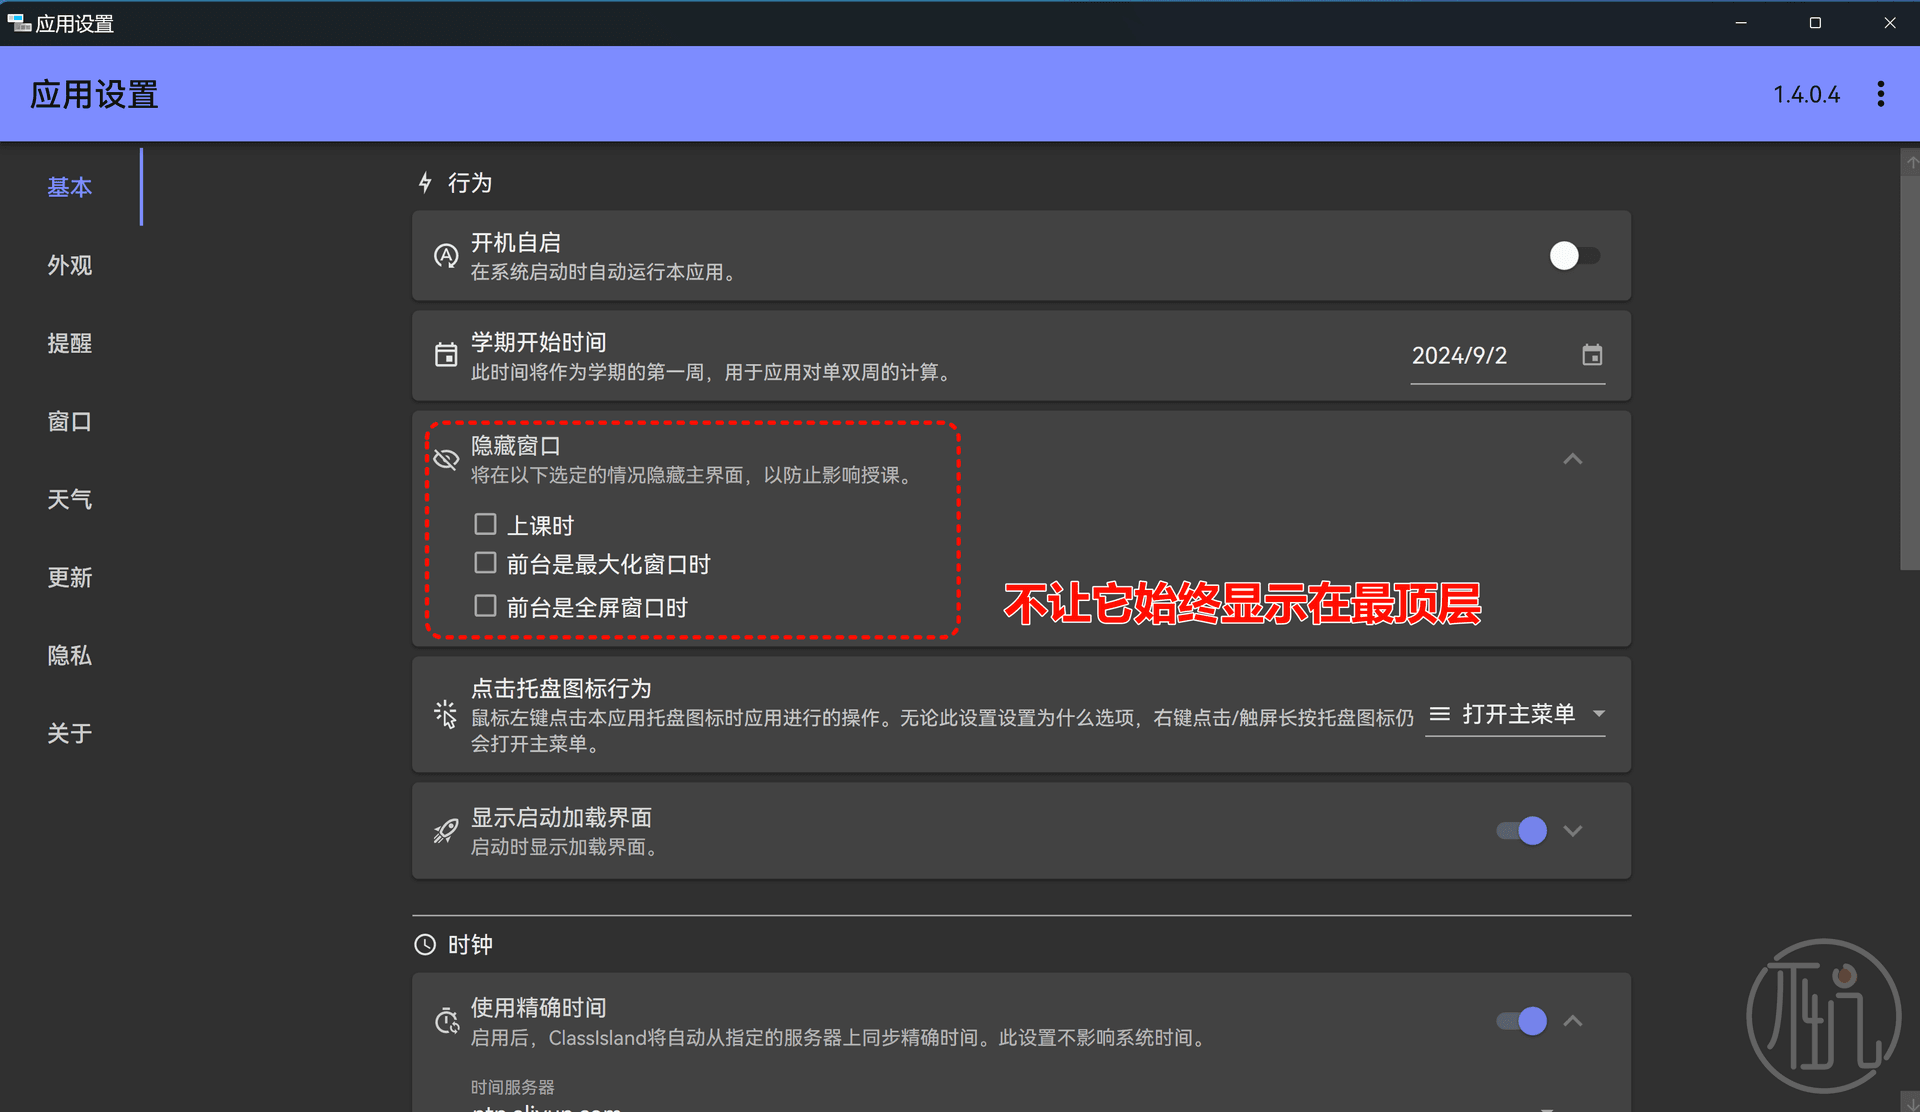 应用设置
应用设置
1.4.0.4
基本
外观
提醒
窗口
天气
更新
隐私
关于
行为
开机自启
在系统启动时自动运行本应用。
学期开始时间
此时间将作为学期的第一周，用于应用对单双周的计算。
2024/9/2
隐藏窗口
将在以下选定的情况隐藏主界面，以防止影响授课。
上课时
前台是最大化窗口时
前台是全屏窗口时
不让它始终显示在最顶层
点击托盘图标行为
鼠标左键点击本应用托盘图标时应用进行的操作。无论此设置设置为什么选项，右键点击/触屏长按托盘图标仍
会打开主菜单。
打开主菜单
显示启动加载界面
启动时显示加载界面。
时钟
使用精确时间
启用后，ClassIsland将自动从指定的服务器上同步精确时间。此设置不影响系统时间。
时间服务器
ntp.aliyun.com